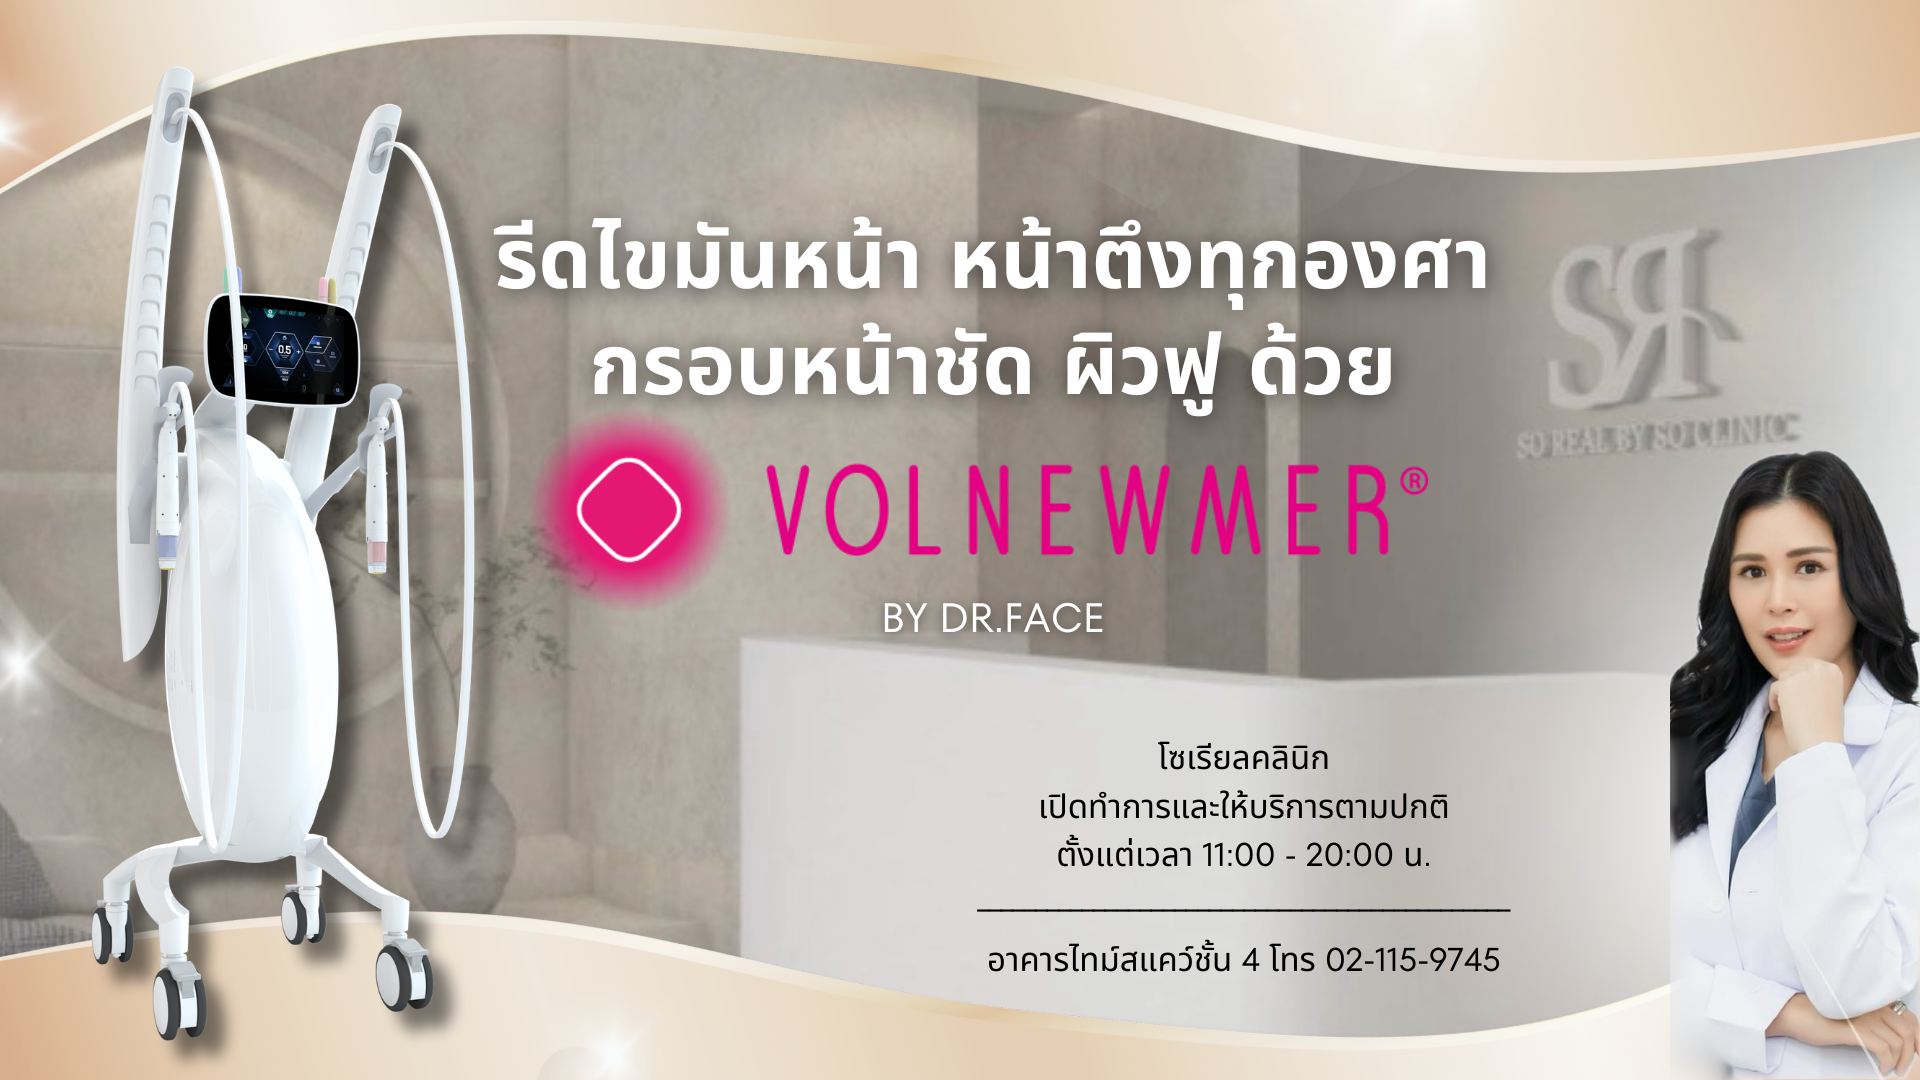 รีดไขมันหน้า หน้าตึงทุกองศา
กรอบหน้าชัด ผิวฟู ด้วย
VOLNEWMER®
BY DR.FACE
SR
SO REAL BY SO CLINIC
0.5
โซเรียลคลินิก
เปิดทำการและให้บริการตามปกติ
ตั้งแต่เวลา 11:00 - 20:00 น.
อาคารไทม์สแควร์ชั้น 4 โทร 02-115-9745